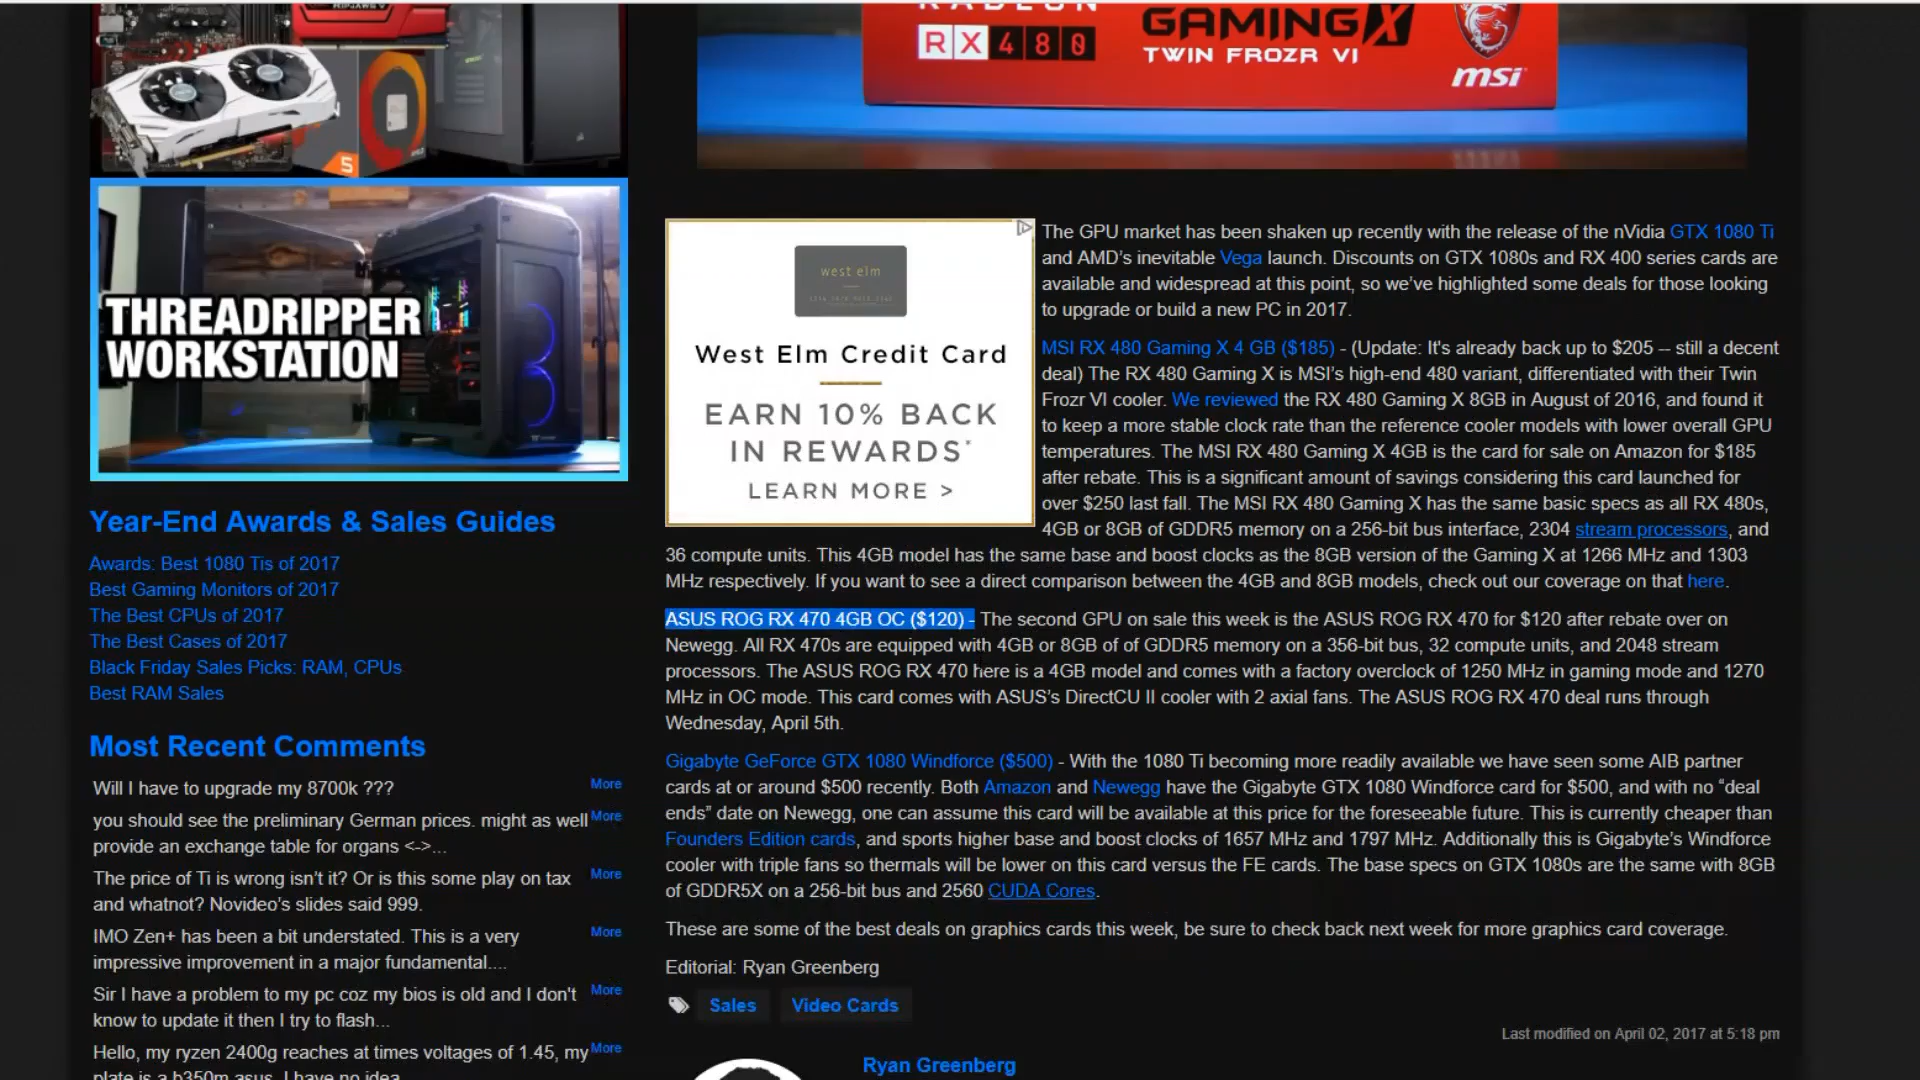 RIPJAWS V
5
THREADRIPPER
WORKSTATION
Year-End Awards & Sales Guides
Awards: Best 1080 Tis of 2017
Best Gaming Monitors of 2017
The Best CPUs of 2017
The Best Cases of 2017
Black Friday Sales Picks: RAM, CPUs
Best RAM Sales
Most Recent Comments
Will I have to upgrade my 8700k ???
More
you should see the preliminary German prices. might as well
More
provide an exchange table for organs <->...
The price of Ti is wrong isn't it? Or is this some play on tax
More
and whatnot? Novideo's slides said 999.
IMO Zen+ has been a bit understated. This is a very
More
impressive improvement in a major fundamental....
Sir I have a problem to my pc coz my bios is old and I don't
More
know to update it then I try to flash...
Hello, my ryzen 2400g reaches at times voltages of 1.45, my
More
plate is a b350m asus. I have no idea
RADEON
RX 480
GAMING X
TWIN FROZR VI
msi
west elm
West Elm Credit Card
EARN 10% BACK
IN REWARDS*
LEARN MORE >
The GPU market has been shaken up recently with the release of the nVidia GTX 1080 Ti
and AMD's inevitable Vega launch. Discounts on GTX 1080s and RX 400 series cards are
available and widespread at this point, so we've highlighted some deals for those looking
to upgrade or build a new PC in 2017.
MSI RX 480 Gaming X 4 GB ($185) - (Update: It's already back up to $205 -- still a decent
deal) The RX 480 Gaming X is MSI's high-end 480 variant, differentiated with their Twin
Frozr VI cooler. We reviewed the RX 480 Gaming X 8GB in August of 2016, and found it
to keep a more stable clock rate than the reference cooler models with lower overall GPU
temperatures. The MSI RX 480 Gaming X 4GB is the card for sale on Amazon for $185
after rebate. This is a significant amount of savings considering this card launched for
over $250 last fall. The MSI RX 480 Gaming X has the same basic specs as all RX 480s,
4GB or 8GB of GDDR5 memory on a 256-bit bus interface, 2304 stream processors, and
36 compute units. This 4GB model has the same base and boost clocks as the 8GB version of the Gaming X at 1266 MHz and 1303
MHz respectively. If you want to see a direct comparison between the 4GB and 8GB models, check out our coverage on that here.
ASUS ROG RX 470 4GB OC ($120) - The second GPU on sale this week is the ASUS ROG RX 470 for $120 after rebate over on
Newegg. All RX 470s are equipped with 4GB or 8GB of of GDDR5 memory on a 356-bit bus, 32 compute units, and 2048 stream
processors. The ASUS ROG RX 470 here is a 4GB model and comes with a factory overclock of 1250 MHz in gaming mode and 1270
MHz in OC mode. This card comes with ASUS's DirectCU II cooler with 2 axial fans. The ASUS ROG RX 470 deal runs through
Wednesday, April 5th.
Gigabyte GeForce GTX 1080 Windforce ($500) - With the 1080 Ti becoming more readily available we have seen some AIB partner
cards at or around $500 recently. Both Amazon and Newegg have the Gigabyte GTX 1080 Windforce card for $500, and with no “deal
ends” date on Newegg, one can assume this card will be available at this price for the foreseeable future. This is currently cheaper than
Founders Edition cards, and sports higher base and boost clocks of 1657 MHz and 1797 MHz. Additionally this is Gigabyte's Windforce
cooler with triple fans so thermals will be lower on this card versus the FE cards. The base specs on GTX 1080s are the same with 8GB
of GDDR5X on a 256-bit bus and 2560 CUDA Cores.
These are some of the best deals on graphics cards this week, be sure to check back next week for more graphics card coverage.
Editorial: Ryan Greenberg
Sales
Video Cards
Last modified on April 02, 2017 at 5:18 pm
Ryan Greenberg